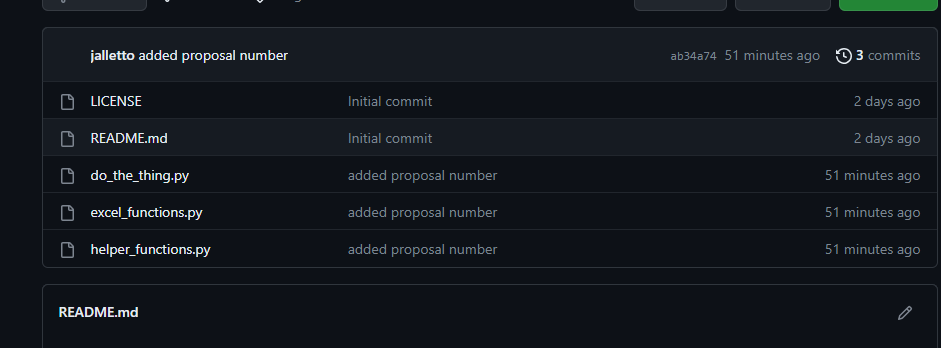 jalletto added proposal number ab34a74 51 minutes ago 3 commits
LICENSE Initial commit 2 days ago
README.md Initial commit 2 days ago
do_the_thing.py added proposal number 51 minutes ago
excel_functions.py added proposal number 51 minutes ago
helper_functions.py added proposal number 51 minutes ago
README.md